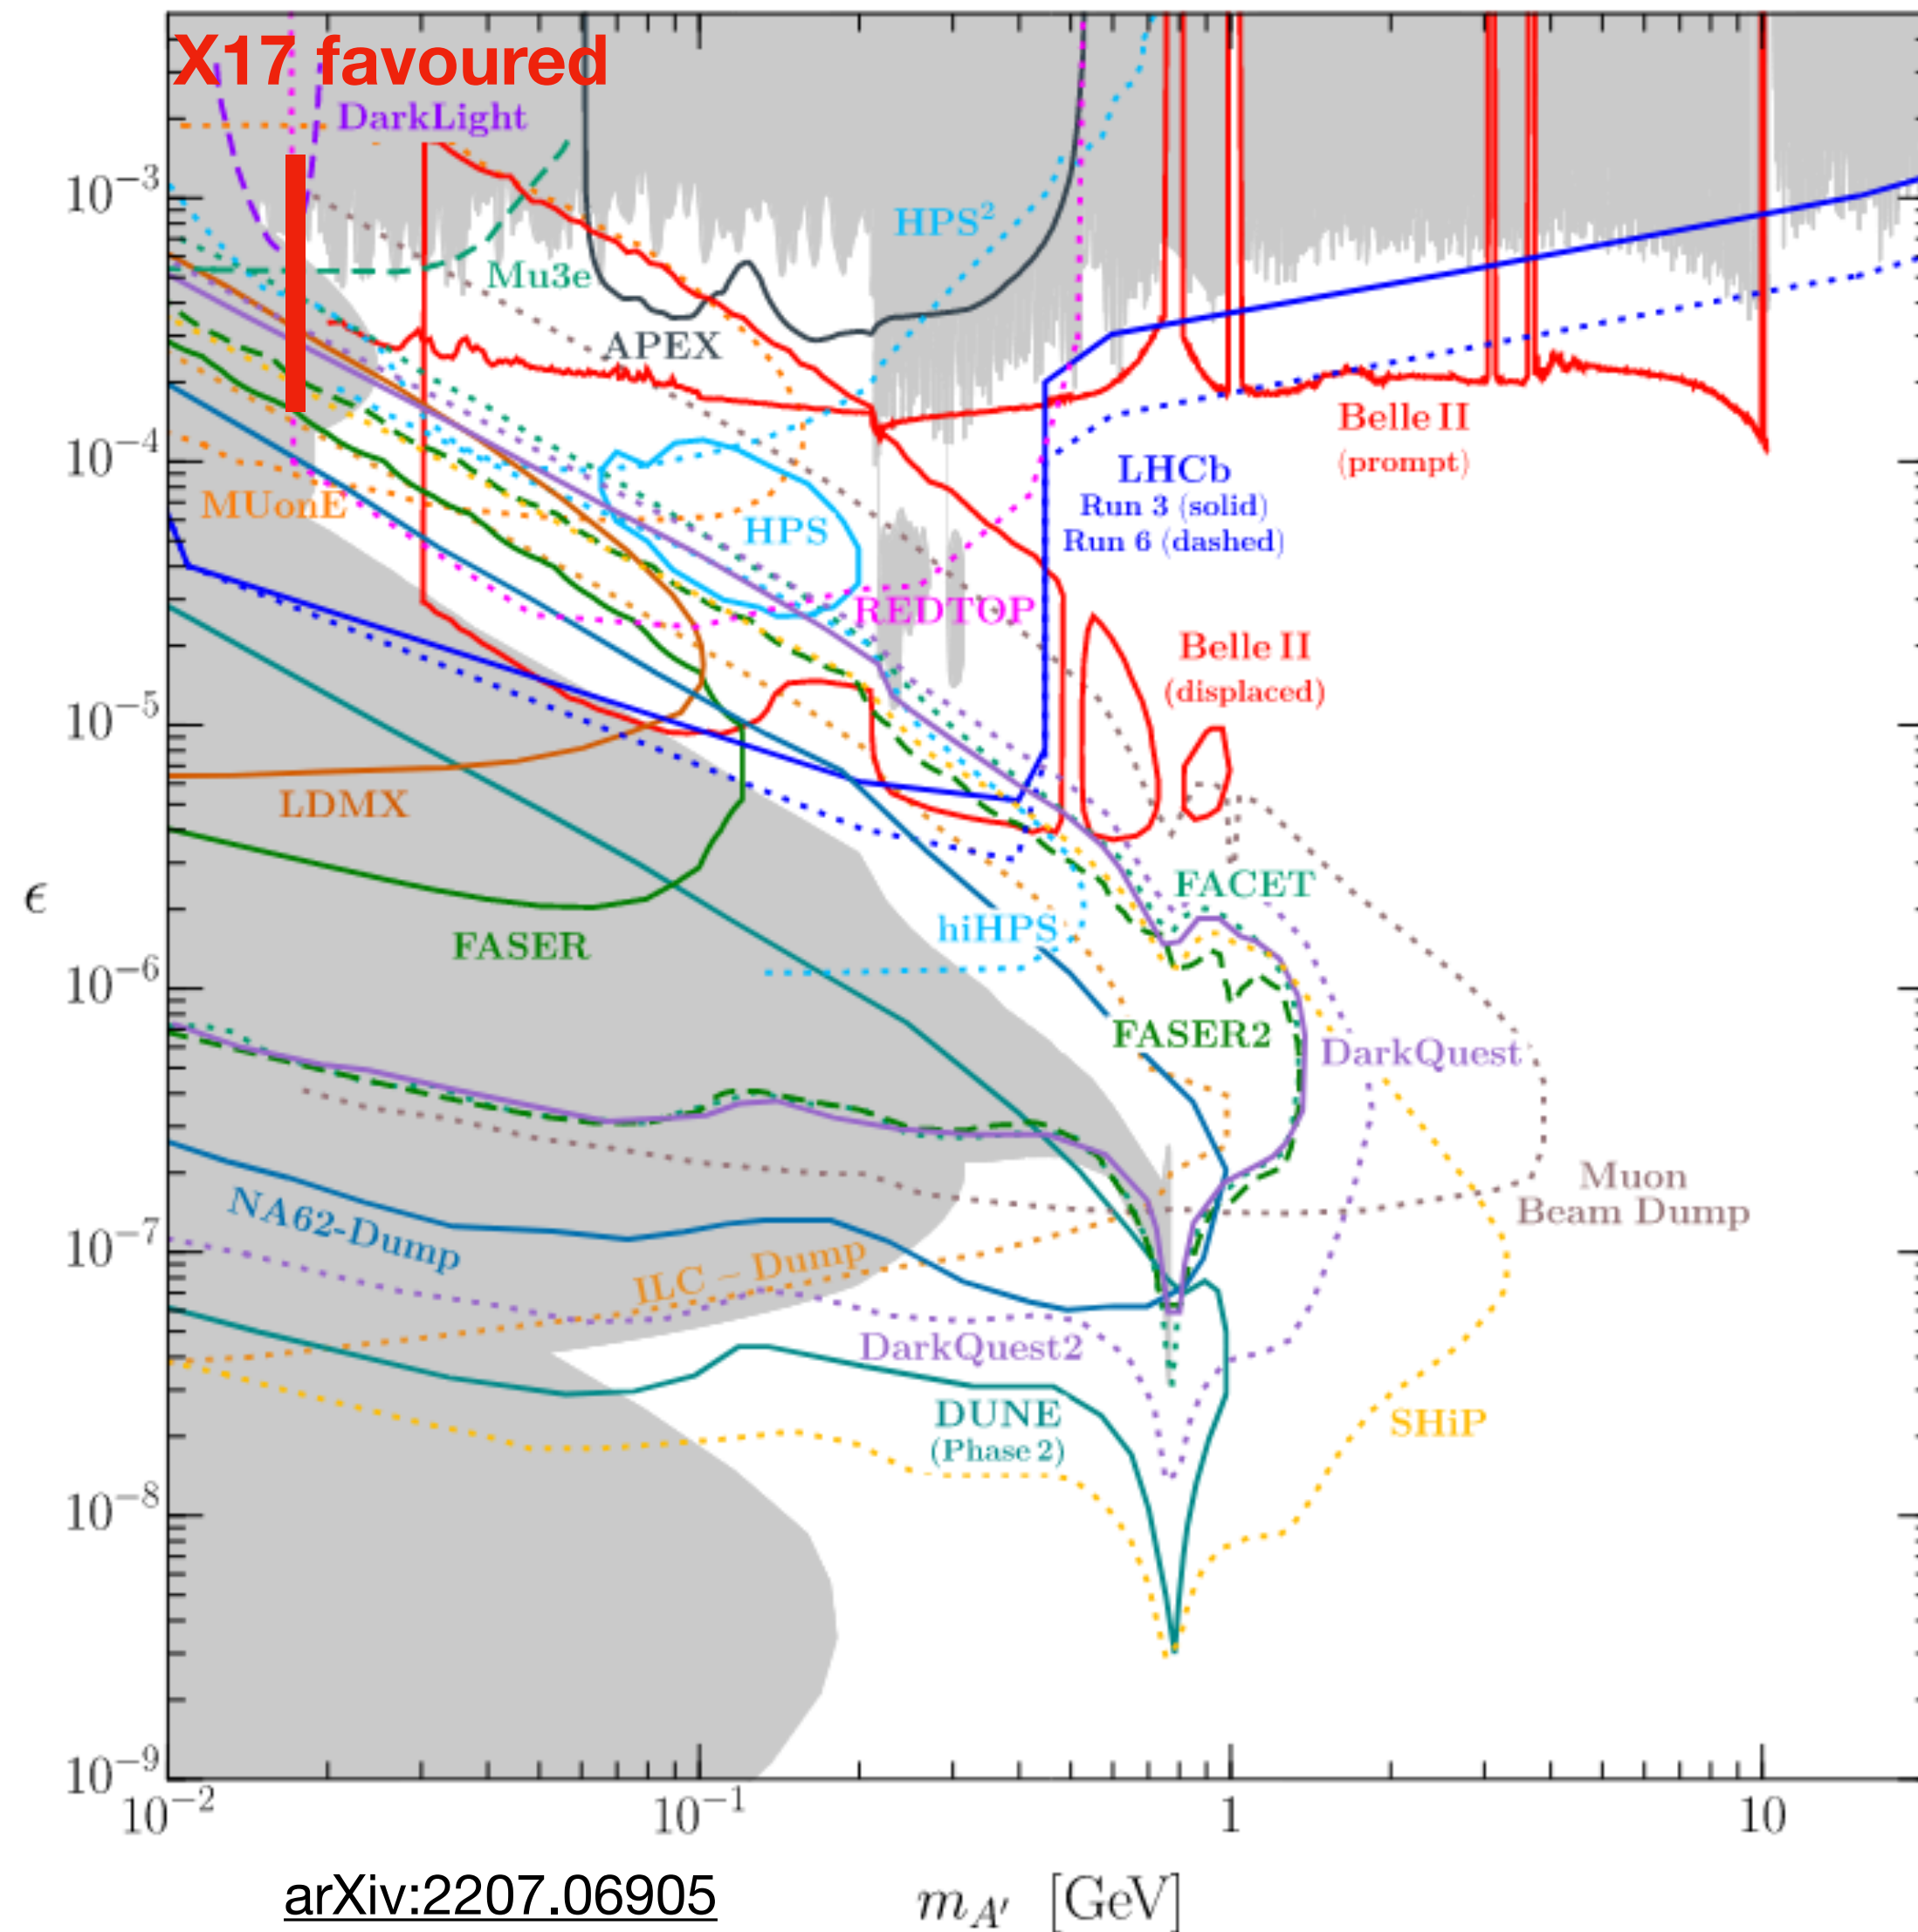 X17 favoured
DarkLight
10⁻³
HPS²
Mu3e
APEX
Belle II
(prompt)
10⁻⁴
LHCb
Run 3 (solid)
Run 6 (dashed)
MUonE
HPS
REDTOP
Belle II
(displaced)
10⁻⁵
LDMX
FACET
ϵ
hiHPS
FASER
10⁻⁶
FASER2
DarkQuest
Muon
Beam Dump
NA62-Dump
10⁻⁷
ILC – Dump
DarkQuest2
DUNE
(Phase 2)
SHiP
10⁻⁸
10⁻⁹
10⁻² 10⁻¹ 1 10
arXiv:2207.06905
m_A′ [GeV]